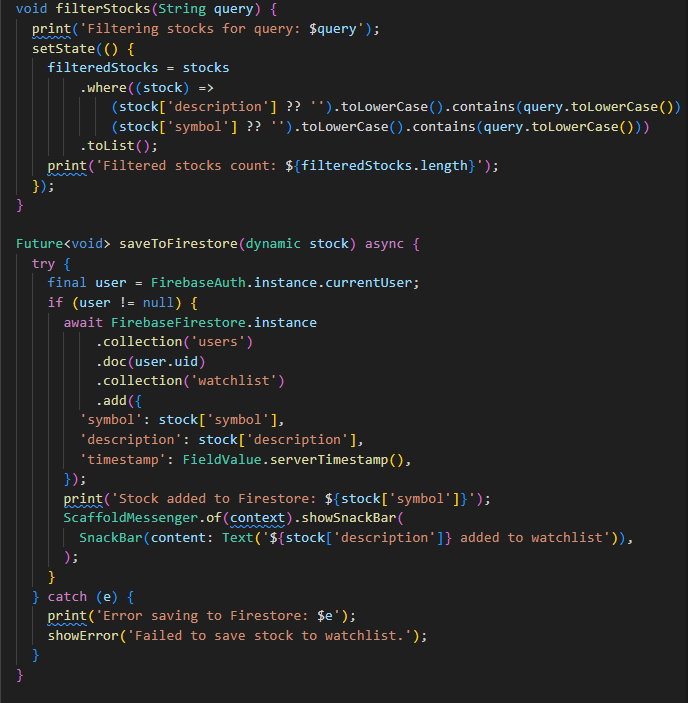 void filterStocks(String query) {
  print('Filtering stocks for query: $query');
  setState(() {
    filteredStocks = stocks
        .where((stock) =>
            (stock['description'] ?? '').toLowerCase().contains(query.toLowerCase())
            (stock['symbol'] ?? '').toLowerCase().contains(query.toLowerCase()))
        .toList();
    print('Filtered stocks count: ${filteredStocks.length}');
  });
}

Future<void> saveToFirestore(dynamic stock) async {
  try {
    final user = FirebaseAuth.instance.currentUser;
    if (user != null) {
      await FirebaseFirestore.instance
          .collection('users')
          .doc(user.uid)
          .collection('watchlist')
          .add({
        'symbol': stock['symbol'],
        'description': stock['description'],
        'timestamp': FieldValue.serverTimestamp(),
      });
      print('Stock added to Firestore: ${stock['symbol']}');
      ScaffoldMessenger.of(context).showSnackBar(
        SnackBar(content: Text('${stock['description']} added to watchlist')),
      );
    }
  } catch (e) {
    print('Error saving to Firestore: $e');
    showError('Failed to save stock to watchlist.');
  }
}